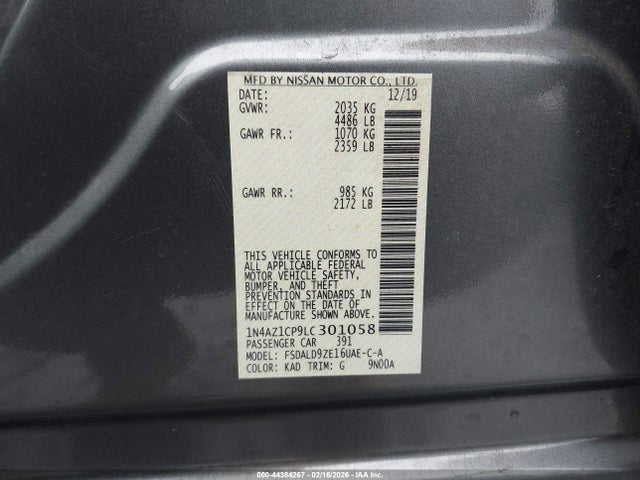 MFD BY NISSAN MOTOR CO., LTD.
DATE: 12/19
GVWR: 2035 KG
4486 LB
GAWR FR.: 1070 KG
2359 LB
GAWR RR.: 985 KG
2172 LB
THIS VEHICLE CONFORMS TO
ALL APPLICABLE FEDERAL
MOTOR VEHICLE SAFETY,
BUMPER, AND THEFT
PREVENTION STANDARDS IN
EFFECT ON THE DATE OF
MANUFACTURE SHOWN ABOVE.
1N4AZ1CP9LC301058
PASSENGER CAR 391
MODEL: FSDALD9ZE16UAE-C-A
COLOR: KAD TRIM: G 9N00A
000-44384267 - 02/16/2026 - COPYRIGHT IAA, LLC